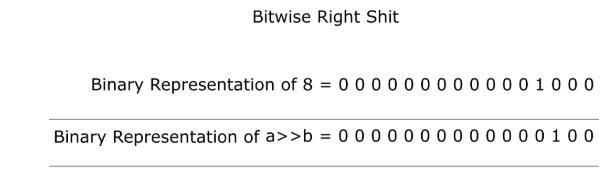 Bitwise Right Shit
Binary Representation of 8 = 0 0 0 0 0 0 0 0 0 0 0 0 1 0 0 0
Binary Representation of a>>b = 0 0 0 0 0 0 0 0 0 0 0 0 0 1 0 0